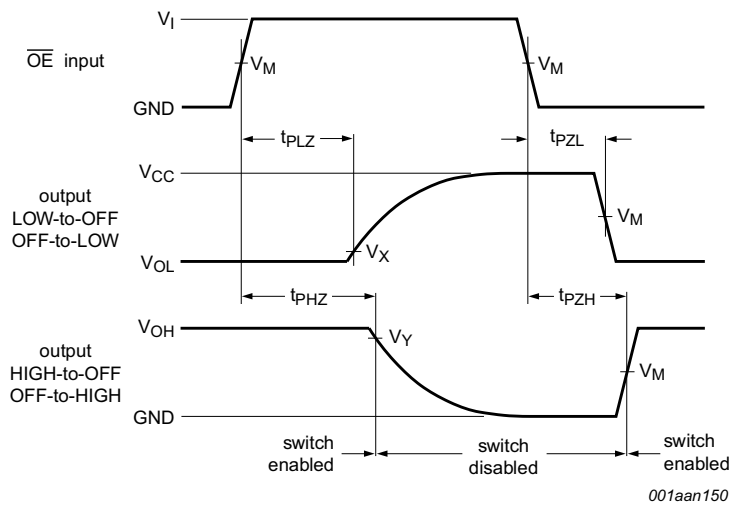 V_I
O̅E̅ input
V_M
V_M
GND
t_PLZ
t_PZL
V_CC
output
LOW-to-OFF
OFF-to-LOW
V_M
V_X
V_OL
t_PHZ
t_PZH
V_OH
V_Y
output
HIGH-to-OFF
OFF-to-HIGH
V_M
GND
switch
enabled
switch
disabled
switch
enabled
001aan150